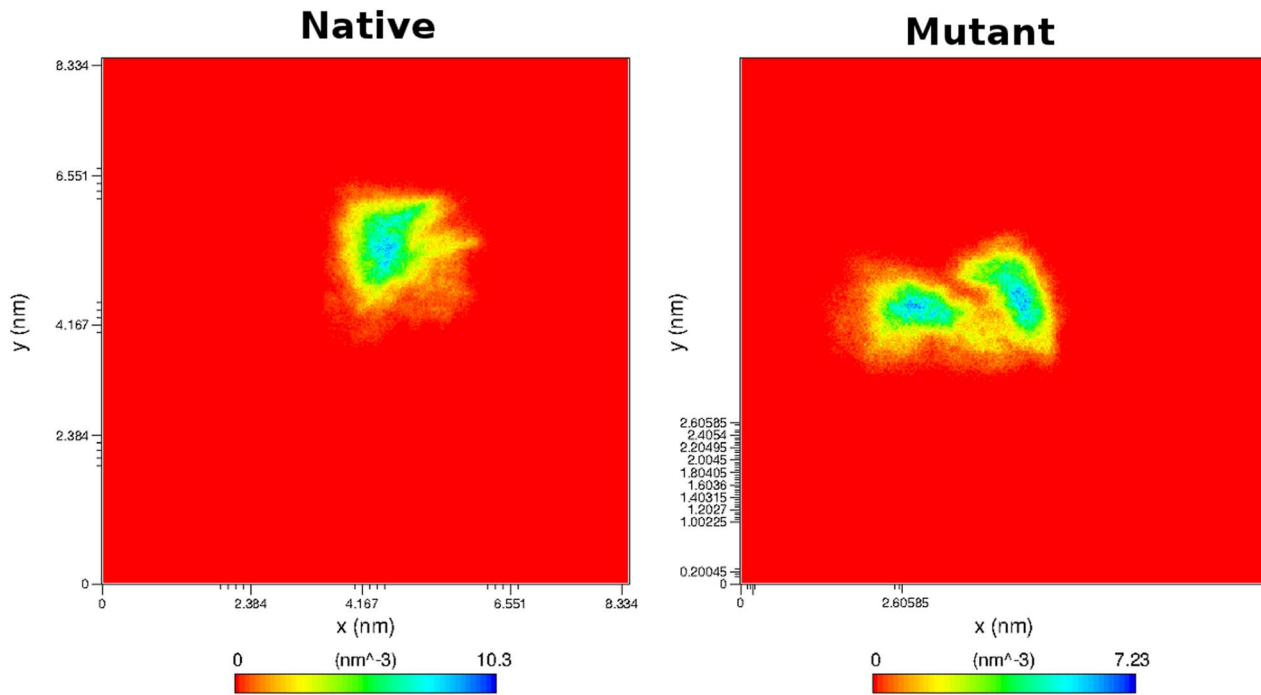 Native
8.334
6.551
y (nm)
4.167
2.384
0
0 2.384 4.167 6.551 8.334
x (nm)
0 (nm^-3) 10.3
Mutant
y (nm)
2.60585
2.4054
2.20495
2.0045
1.80405
1.6036
1.40315
1.2027
1.00225
0.20045
0
0 2.60585
x (nm)
0 (nm^-3) 7.23